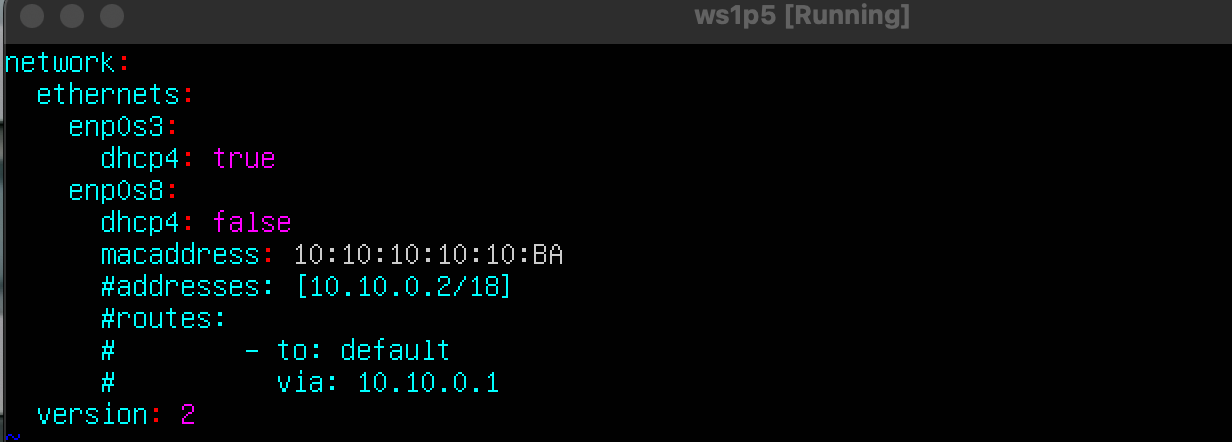 ws1p5 [Running]
network:
  ethernets:
    enp0s3:
      dhcp4: true
    enp0s8:
      dhcp4: false
      macaddress: 10:10:10:10:10:BA
      #addresses: [10.10.0.2/18]
      #routes:
      #        - to: default
      #          via: 10.10.0.1
  version: 2
~